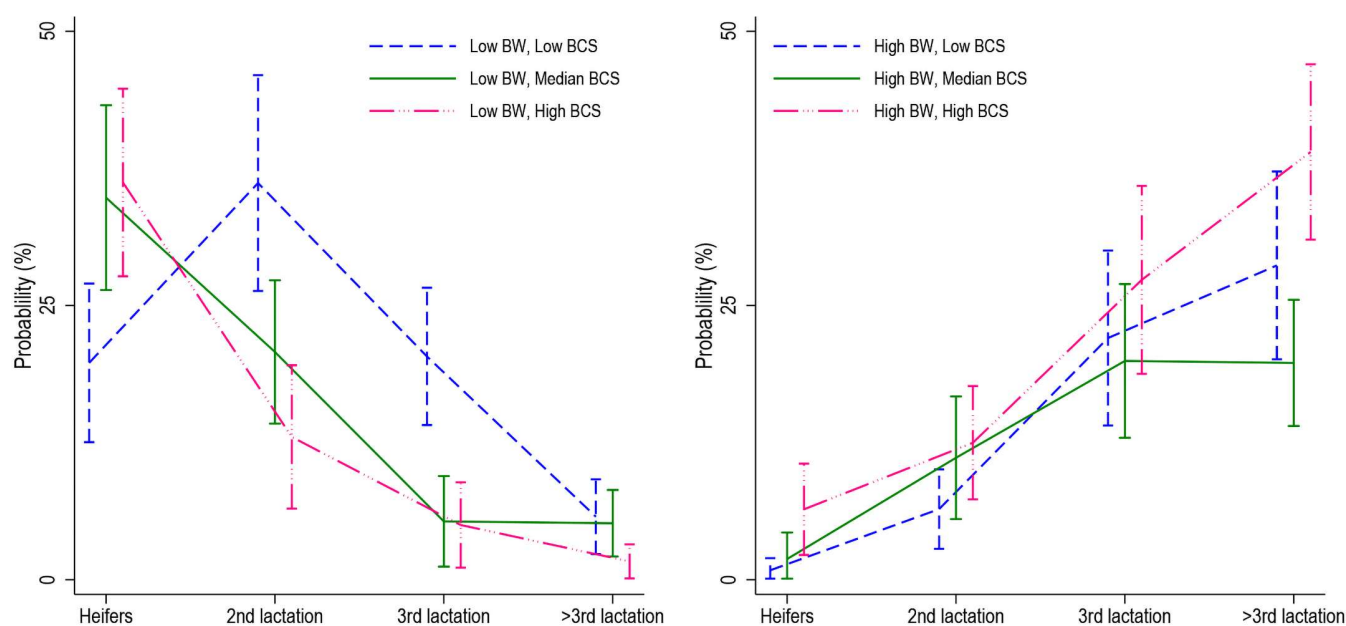 50
25
0
Probablility (%)
Low BW, Low BCS
Low BW, Median BCS
Low BW, High BCS
Heifers 2nd lactation 3rd lactation >3rd lactation
50
25
0
Probablility (%)
High BW, Low BCS
High BW, Median BCS
High BW, High BCS
Heifers 2nd lactation 3rd lactation >3rd lactation